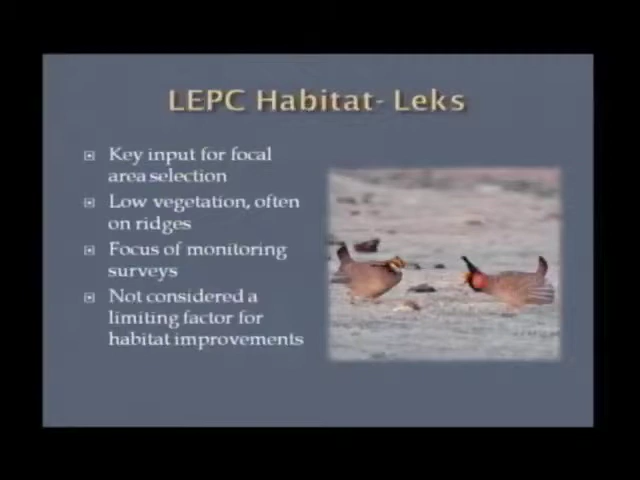 LEPC Habitat- Leks
Key input for focal
area selection
Low vegetation, often
on ridges
Focus of monitoring
surveys
Not considered a
limiting factor for
habitat improvements